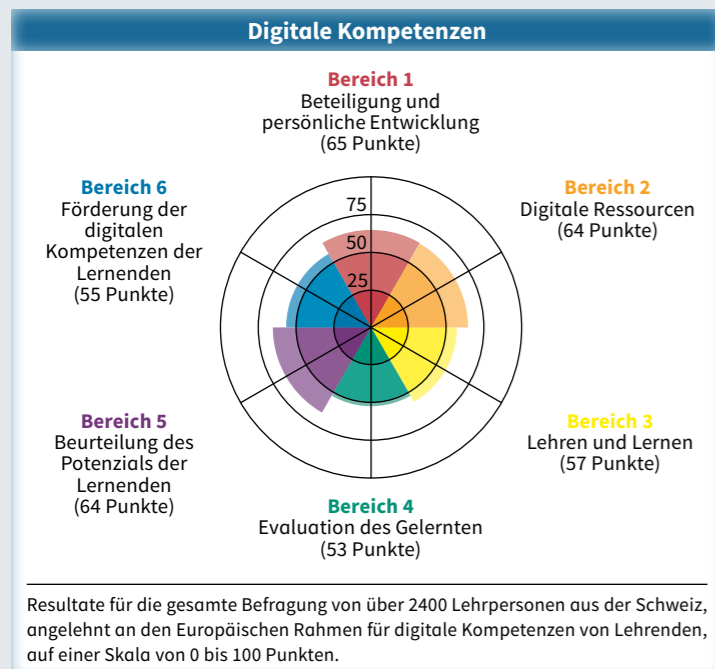 Digitale Kompetenzen
Bereich 1
Beteiligung und
persönliche Entwicklung
(65 Punkte)
Bereich 6
Förderung der
digitalen
Kompetenzen der
Lernenden
(55 Punkte)
75
50
25
Bereich 2
Digitale Ressourcen
(64 Punkte)
Bereich 5
Beurteilung des
Potenzials der
Lernenden
(64 Punkte)
Bereich 3
Lehren und Lernen
(57 Punkte)
Bereich 4
Evaluation des Gelernten
(53 Punkte)
Resultate für die gesamte Befragung von über 2400 Lehrpersonen aus der Schweiz,
angelehnt an den Europäischen Rahmen für digitale Kompetenzen von Lehrenden,
auf einer Skala von 0 bis 100 Punkten.